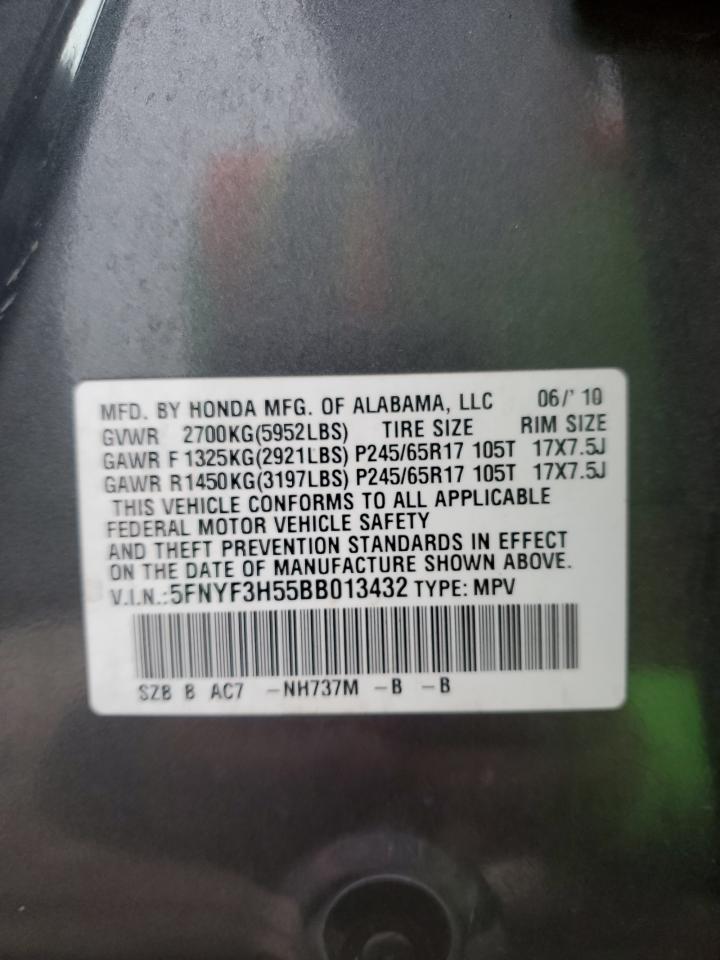 MFD. BY HONDA MFG. OF ALABAMA, LLC 06/'10
GVWR 2700KG(5952LBS) TIRE SIZE RIM SIZE
GAWR F 1325KG(2921LBS) P245/65R17 105T 17X7.5J
GAWR R1450KG(3197LBS) P245/65R17 105T 17X7.5J
THIS VEHICLE CONFORMS TO ALL APPLICABLE
FEDERAL MOTOR VEHICLE SAFETY
AND THEFT PREVENTION STANDARDS IN EFFECT
ON THE DATE OF MANUFACTURE SHOWN ABOVE.
V.I.N.:5FNYF3H55BB013432 TYPE: MPV
SZB B AC7 -NH737M -B -B